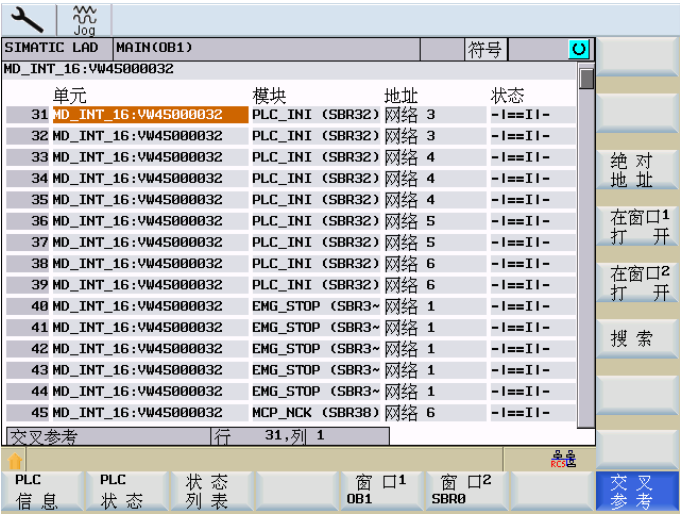 Jog
SIMATIC LAD MAIN(OB1) 符号
MD_INT_16:VW45000032
单元 模块 地址 状态
31 MD_INT_16:VW45000032 PLC_INI (SBR32) 网络 3 -|==I|-
32 MD_INT_16:VW45000032 PLC_INI (SBR32) 网络 3 -|==I|-
33 MD_INT_16:VW45000032 PLC_INI (SBR32) 网络 4 -|==I|-
34 MD_INT_16:VW45000032 PLC_INI (SBR32) 网络 4 -|==I|-
35 MD_INT_16:VW45000032 PLC_INI (SBR32) 网络 4 -|==I|-
36 MD_INT_16:VW45000032 PLC_INI (SBR32) 网络 5 -|==I|-
37 MD_INT_16:VW45000032 PLC_INI (SBR32) 网络 5 -|==I|-
38 MD_INT_16:VW45000032 PLC_INI (SBR32) 网络 6 -|==I|-
39 MD_INT_16:VW45000032 PLC_INI (SBR32) 网络 6 -|==I|-
40 MD_INT_16:VW45000032 EMG_STOP (SBR3~ 网络 1 -|==I|-
41 MD_INT_16:VW45000032 EMG_STOP (SBR3~ 网络 1 -|==I|-
42 MD_INT_16:VW45000032 EMG_STOP (SBR3~ 网络 1 -|==I|-
43 MD_INT_16:VW45000032 EMG_STOP (SBR3~ 网络 1 -|==I|-
44 MD_INT_16:VW45000032 EMG_STOP (SBR3~ 网络 1 -|==I|-
45 MD_INT_16:VW45000032 MCP_NCK (SBR38) 网络 6 -|==I|-
交叉参考 行 31,列 1
绝对
地址
在窗口1
打开
在窗口2
打开
搜索
RCS
PLC
信息
PLC
状态
状态
列表
窗口1
OB1
窗口2
SBR0
交叉
参考